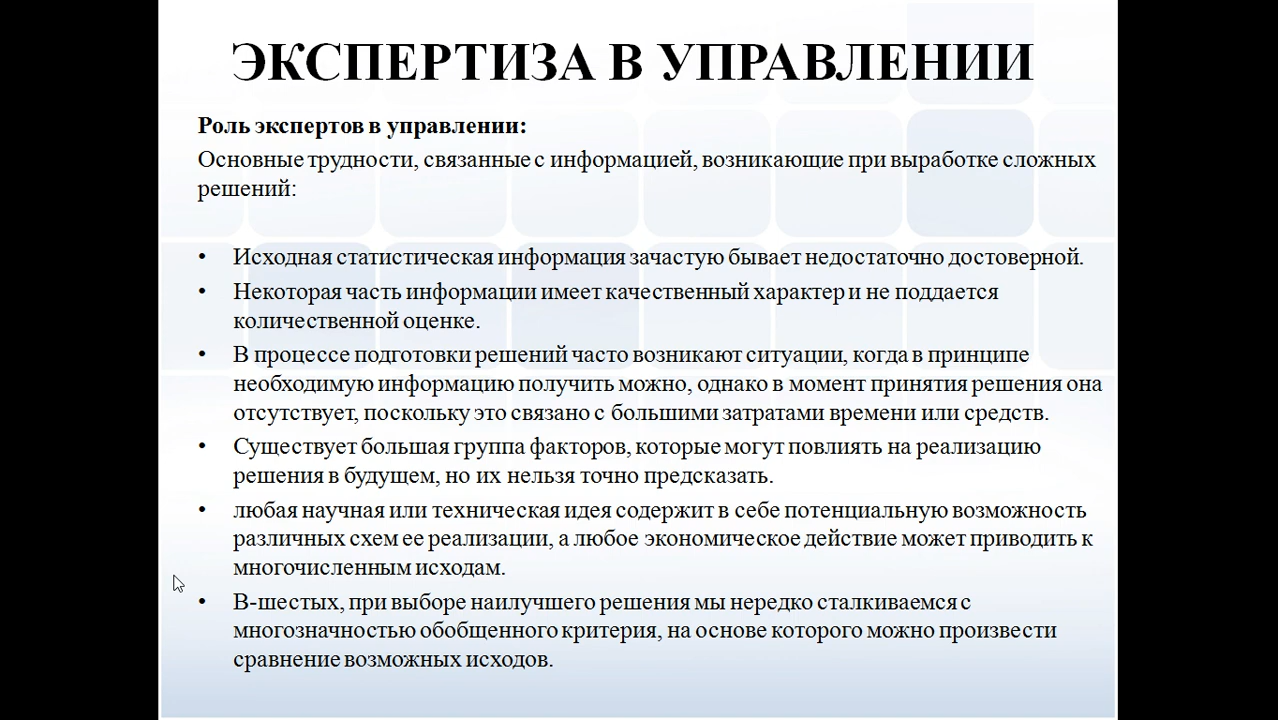 ЭКСПЕРТИЗА В УПРАВЛЕНИИ
Роль экспертов в управлении:
Основные трудности, связанные с информацией, возникающие при выработке сложных
решений:
• Исходная статистическая информация зачастую бывает недостаточно достоверной.
• Некоторая часть информации имеет качественный характер и не поддается
количественной оценке.
• В процессе подготовки решений часто возникают ситуации, когда в принципе
необходимую информацию получить можно, однако в момент принятия решения она
отсутствует, поскольку это связано с большими затратами времени или средств.
• Существует большая группа факторов, которые могут повлиять на реализацию
решения в будущем, но их нельзя точно предсказать.
• любая научная или техническая идея содержит в себе потенциальную возможность
различных схем ее реализации, а любое экономическое действие может приводить к
многочисленным исходам.
• В-шестых, при выборе наилучшего решения мы нередко сталкиваемся с
многозначностью обобщенного критерия, на основе которого можно произвести
сравнение возможных исходов.